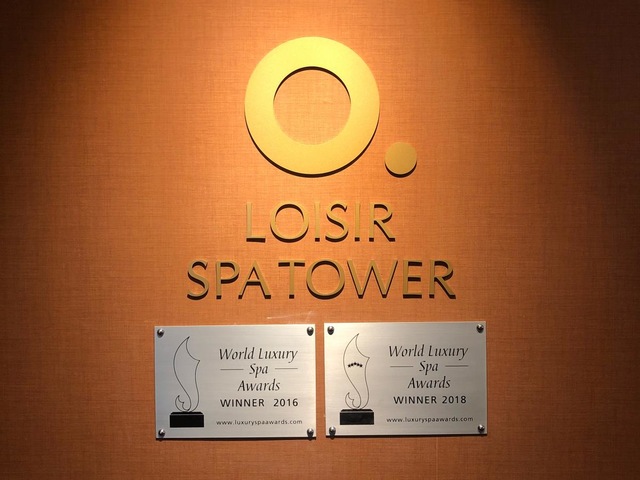 LOISIR
SPA TOWER
World Luxury
Spa
Awards
WINNER 2016
www.luxuryspaawards.com
World Luxury
Spa
Awards
WINNER 2018
www.luxuryspaawards.com